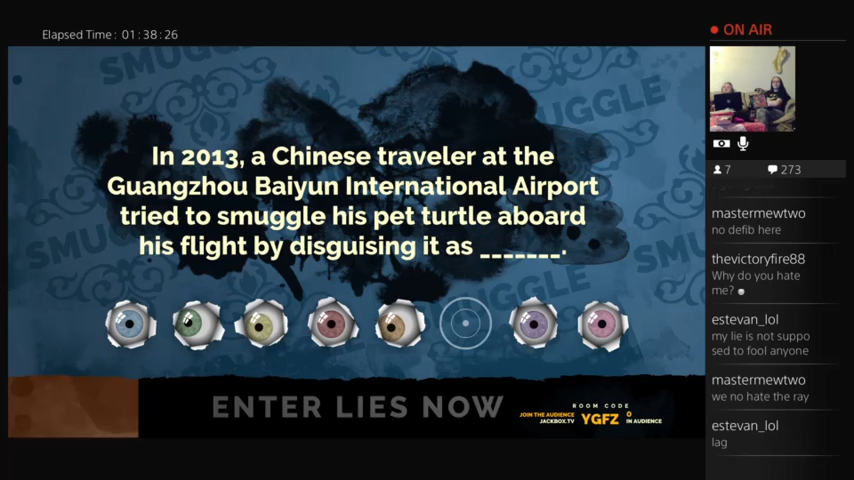 Elapsed Time : 01:38:26
ON AIR
SMUGGLE
In 2013, a Chinese traveler at the
Guangzhou Baiyun International Airport
tried to smuggle his pet turtle aboard
his flight by disguising it as _______.
ENTER LIES NOW
ROOM CODE
JOIN THE AUDIENCE
JACKBOX.TV
YGFZ
0
IN AUDIENCE
7
273
mastermewtwo
no defib here
thevictoryfire88
Why do you hate
me?
estevan_lol
my lie is not suppo
sed to fool anyone
mastermewtwo
we no hate the ray
estevan_lol
lag